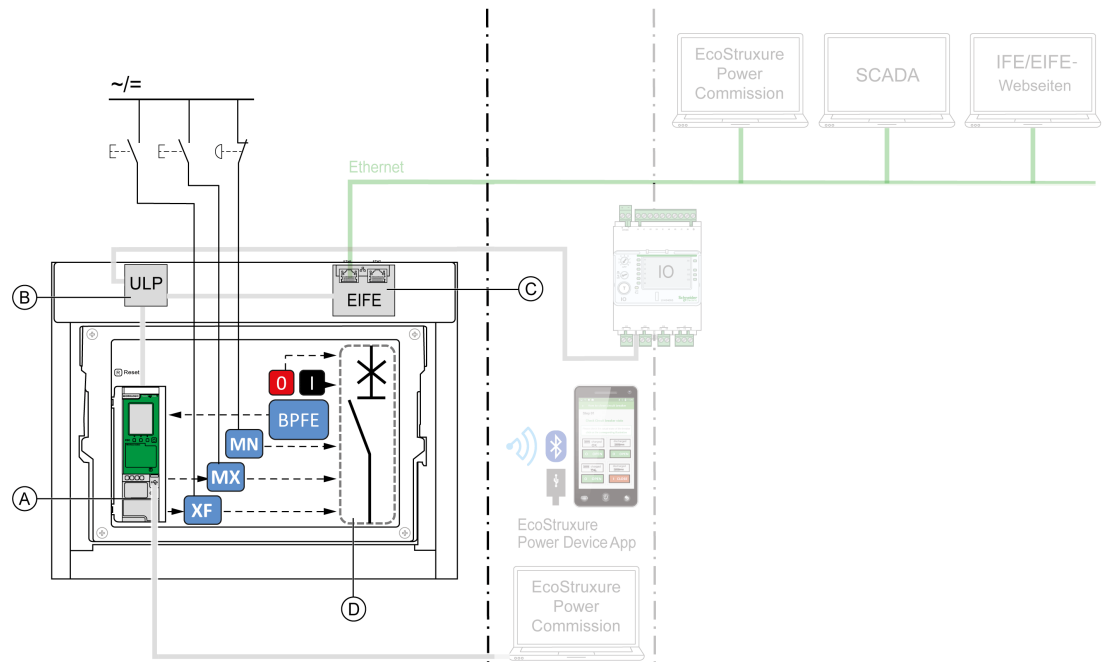 EcoStruxure
Power
Commission
SCADA
IFE/EIFE-
Webseiten
~/=
Ethernet
ULP
EIFE
IO
B
C
R Reset
0
I
BPFE
MN
MX
XF
A
D
EcoStruxure
Power Device App
EcoStruxure
Power
Commission